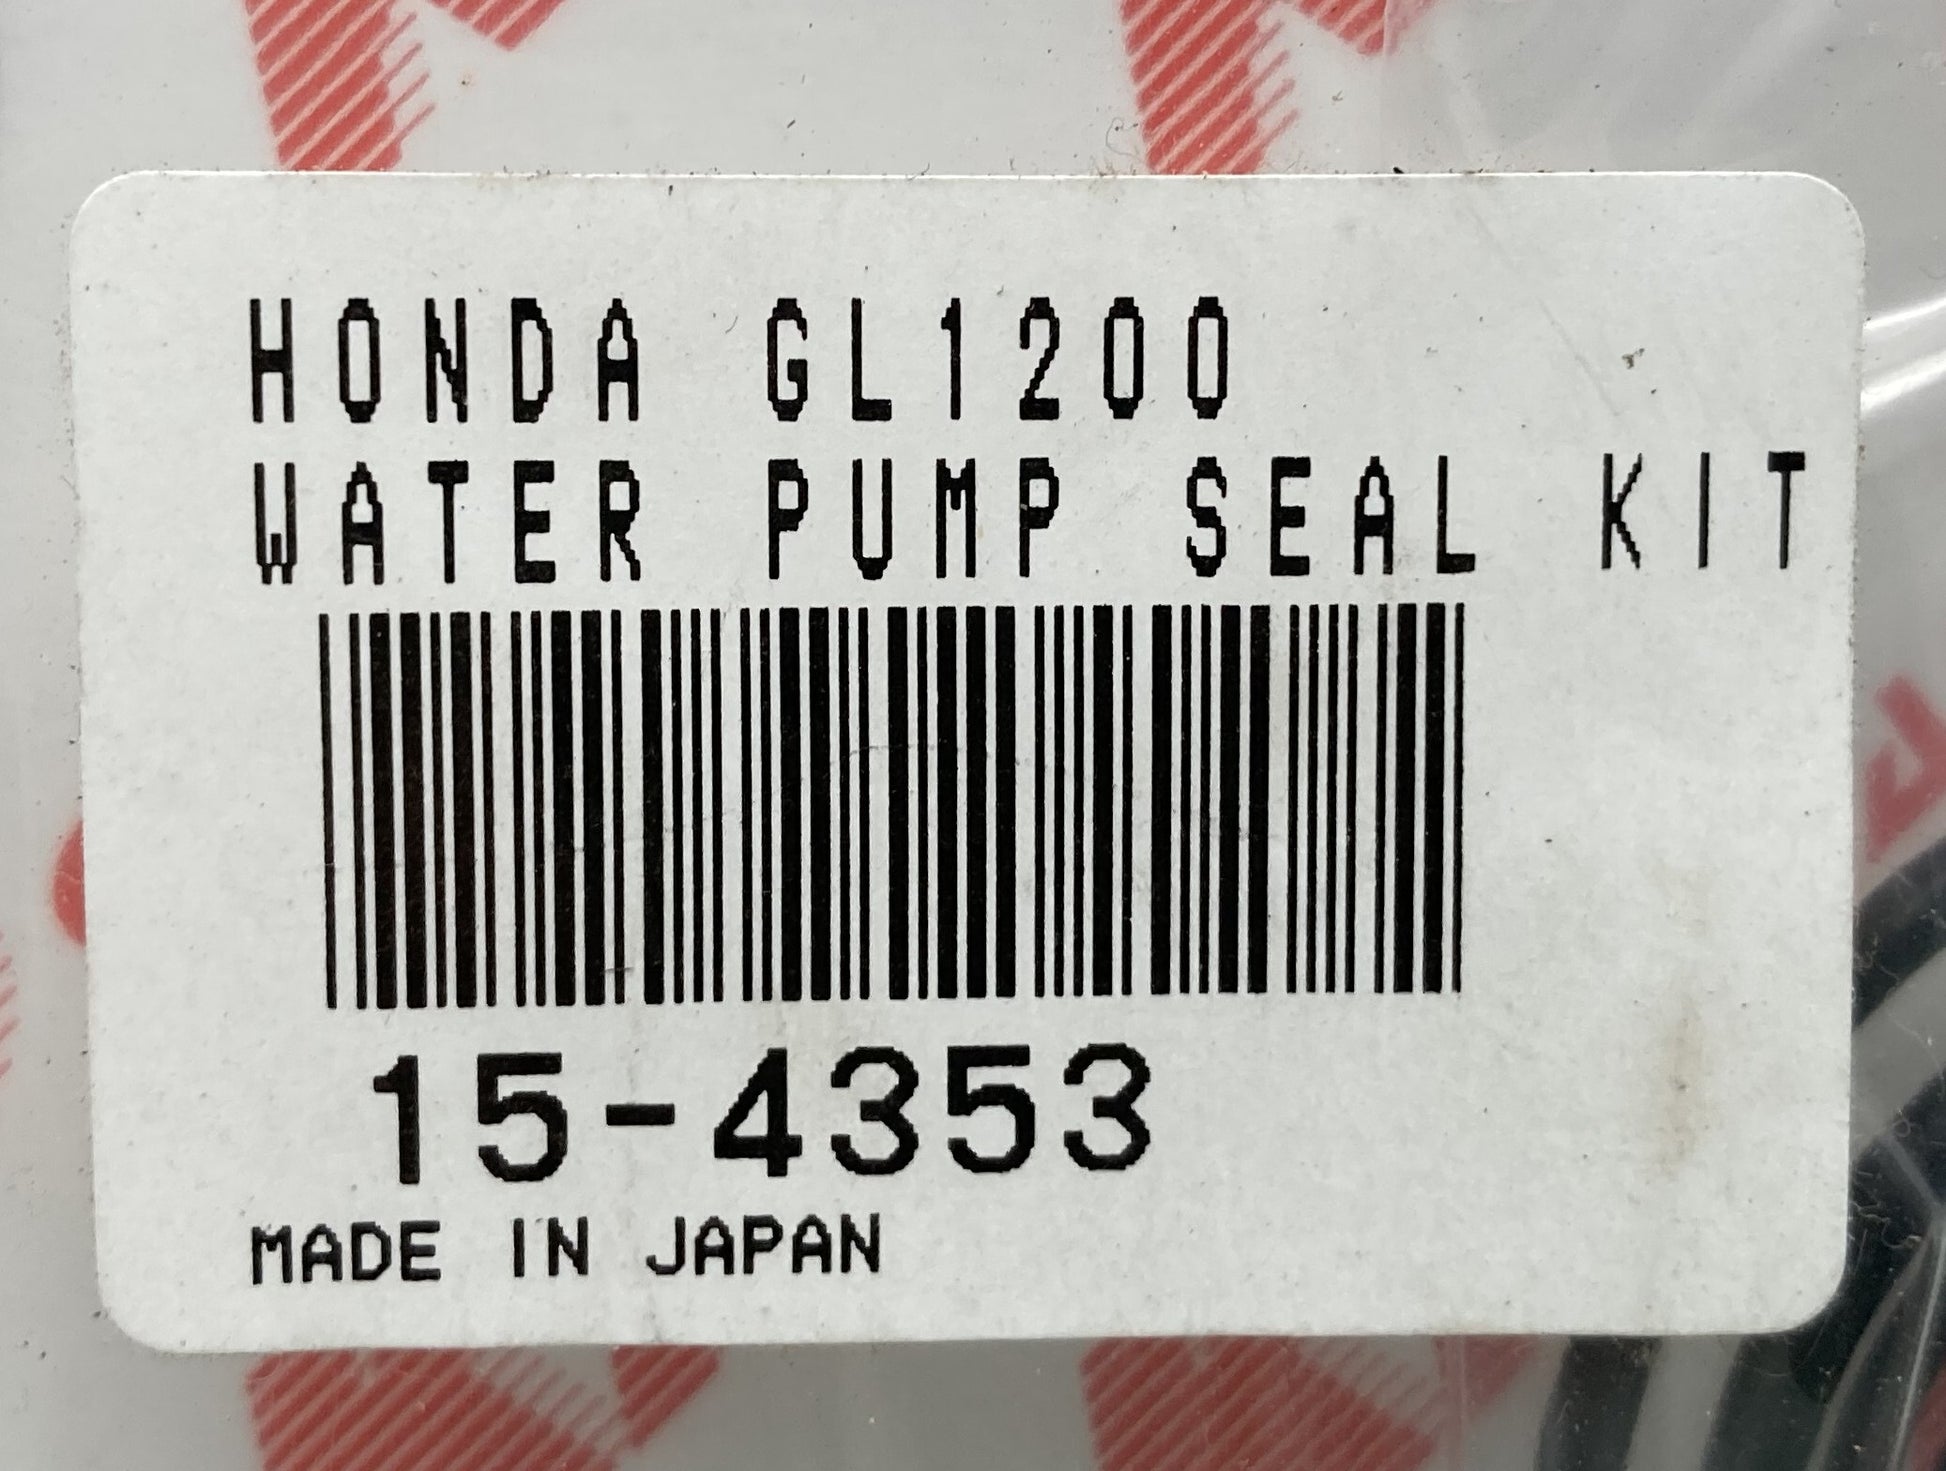 HONDA GL1200
WATER PUMP SEAL KIT
15-4353
MADE IN JAPAN